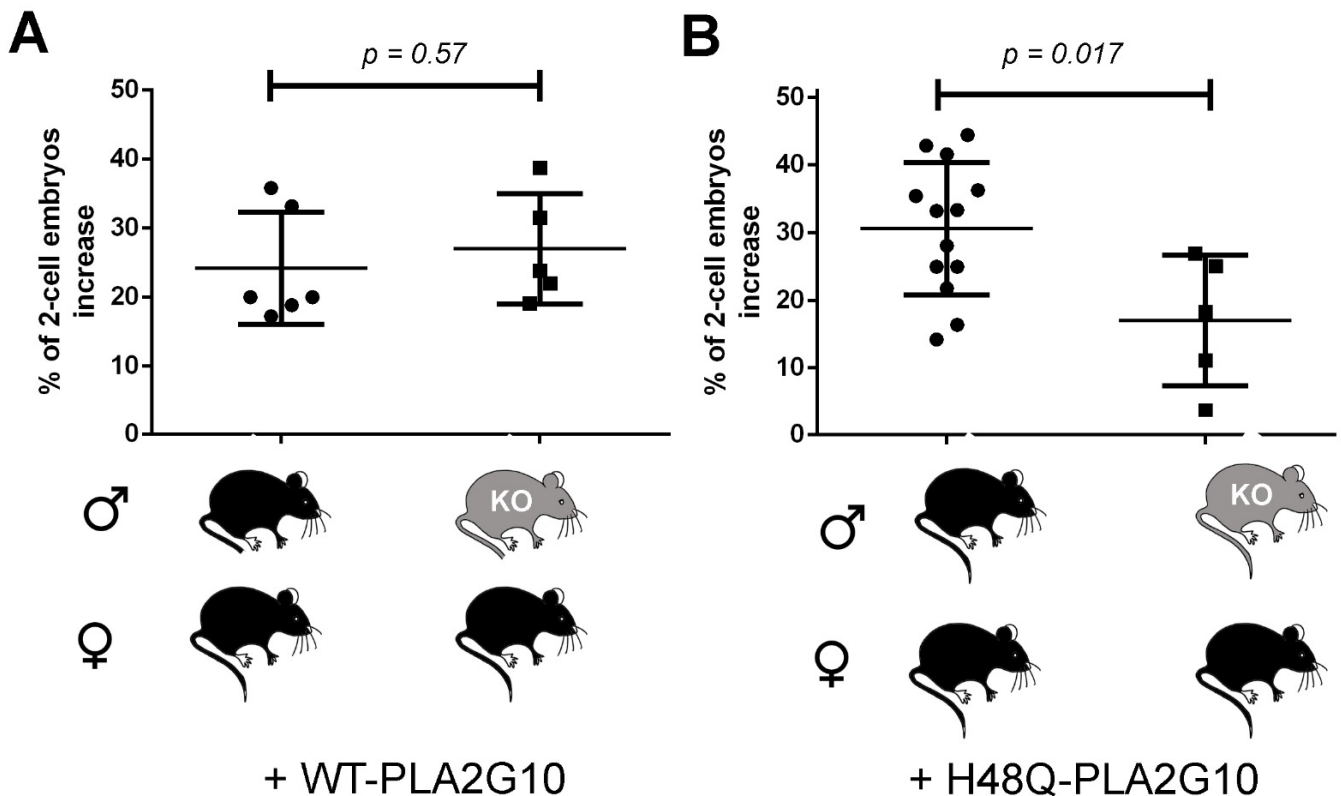 A
p = 0.57
% of 2-cell embryos
increase
50
40
30
20
10
0
♂
KO
♀
+ WT-PLA2G10
B
p = 0.017
% of 2-cell embryos
increase
50
40
30
20
10
0
♂
KO
♀
+ H48Q-PLA2G10